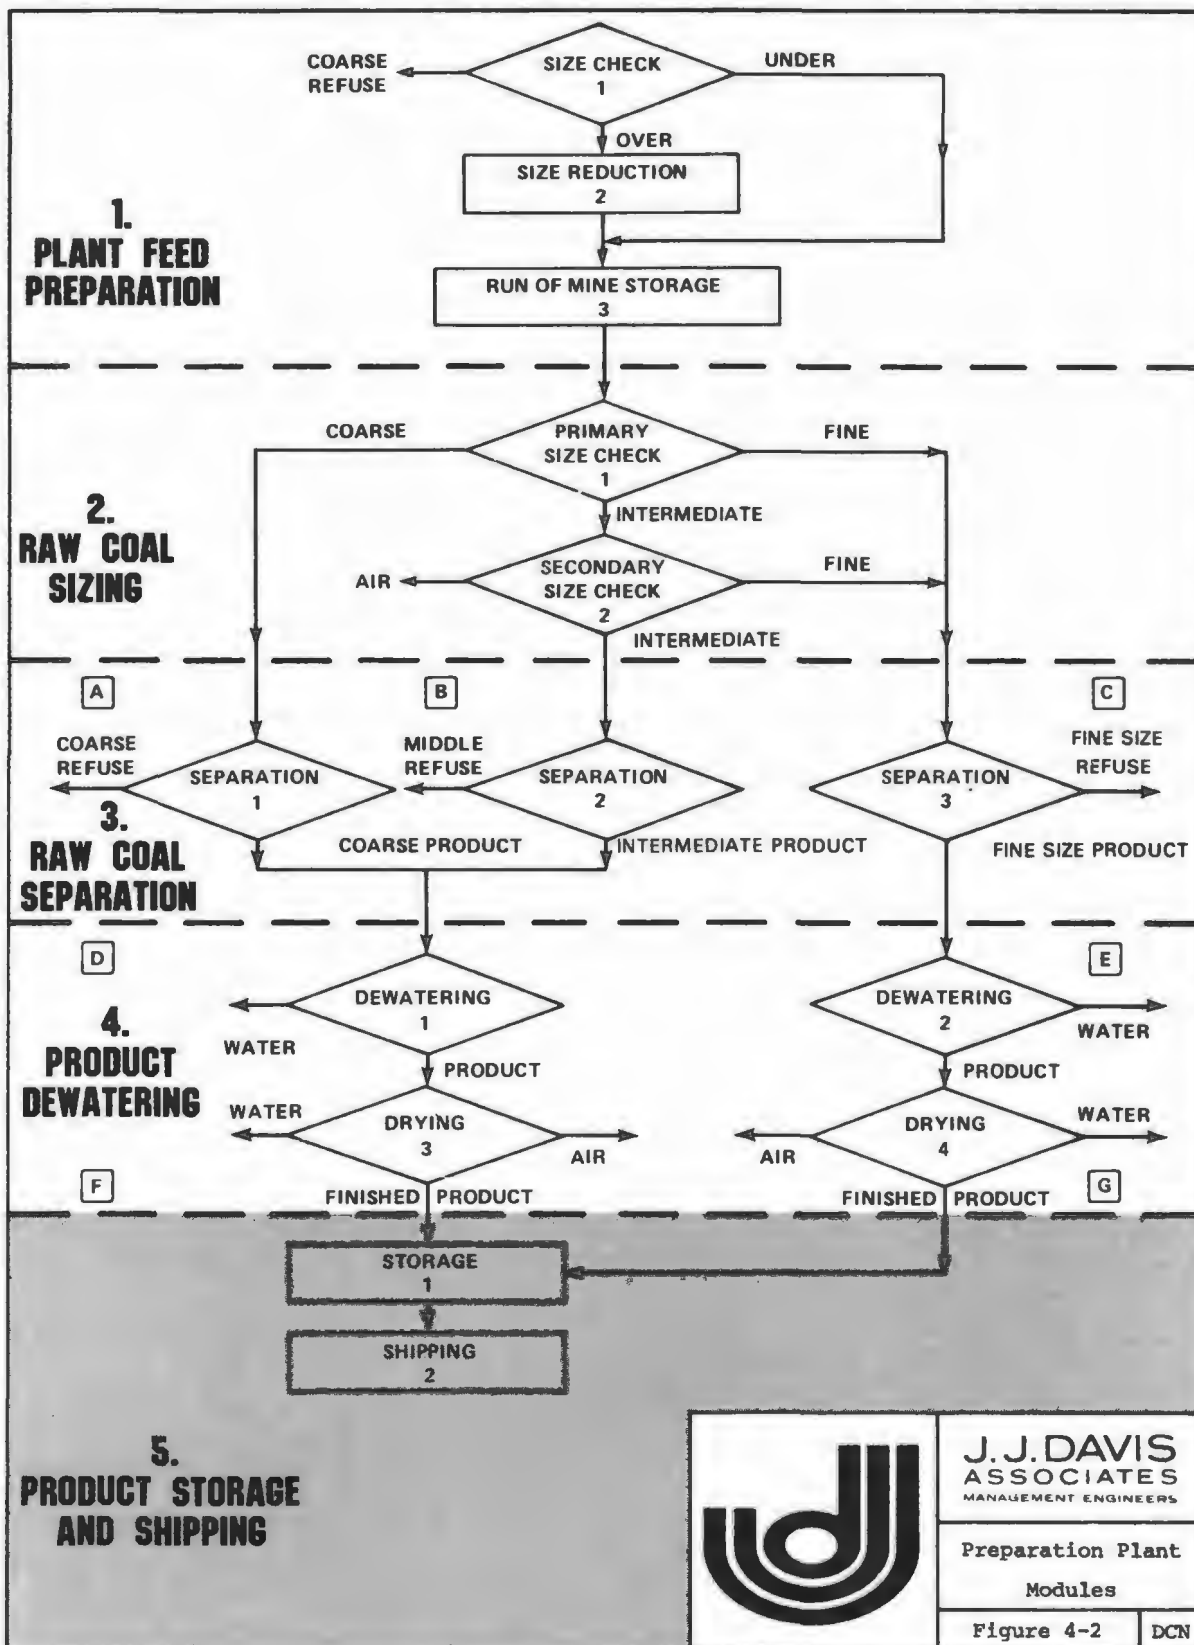 COARSE
REFUSE
SIZE CHECK
1
UNDER
OVER
SIZE REDUCTION
2
1.
PLANT FEED
PREPARATION
RUN OF MINE STORAGE
3
COARSE
PRIMARY
SIZE CHECK
1
FINE
INTERMEDIATE
2.
RAW COAL
SIZING
AIR
SECONDARY
SIZE CHECK
2
FINE
INTERMEDIATE
A
B
C
COARSE
REFUSE
SEPARATION
1
MIDDLE
REFUSE
SEPARATION
2
SEPARATION
3
FINE SIZE
REFUSE
3.
RAW COAL
SEPARATION
COARSE PRODUCT
INTERMEDIATE PRODUCT
FINE SIZE PRODUCT
D
E
DEWATERING
1
WATER
DEWATERING
2
WATER
4.
PRODUCT
DEWATERING
PRODUCT
PRODUCT
WATER
DRYING
3
AIR
AIR
DRYING
4
WATER
F
FINISHED PRODUCT
FINISHED PRODUCT
G
STORAGE
1
SHIPPING
2
5.
PRODUCT STORAGE
AND SHIPPING
J.J. DAVIS
ASSOCIATES
MANAGEMENT ENGINEERS
Preparation Plant
Modules
Figure 4-2
DCN